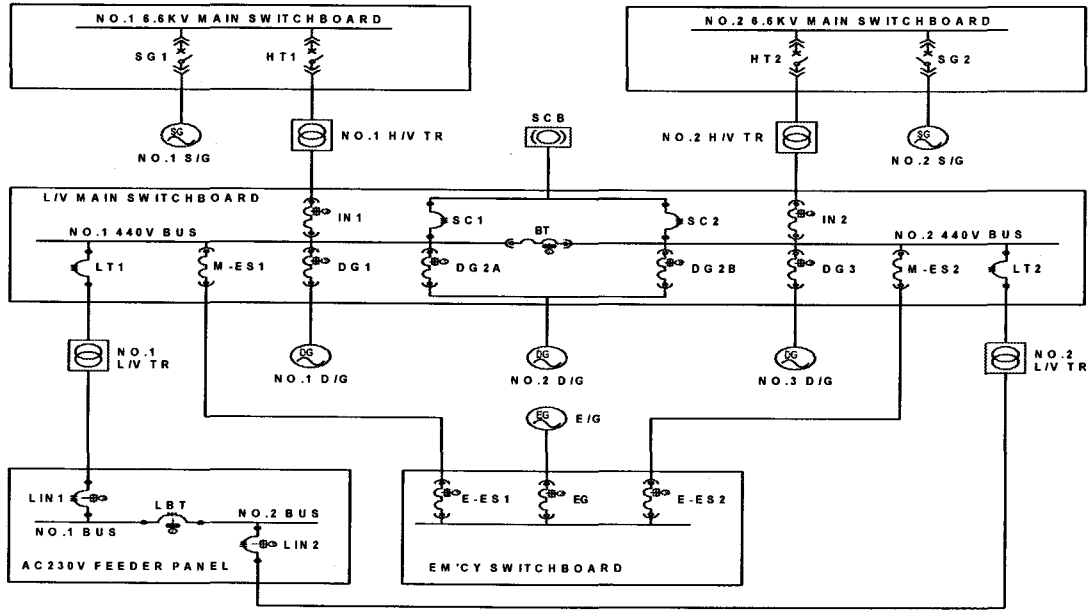 NO.1 6.6KV MAIN SWITCHBOARD
NO.2 6.6KV MAIN SWITCHBOARD
SG1
HT1
HT2
SG2
SG
NO.1 S/G
NO.1 H/V TR
SCB
NO.2 H/V TR
SG
NO.2 S/G
L/V MAIN SWITCHBOARD
IN1
SC1
SC2
IN2
NO.1 440V BUS
BT
NO.2 440V BUS
LT1
M-ES1
DG1
DG2A
DG2B
DG3
M-ES2
LT2
NO.1
L/V TR
DG
NO.1 D/G
DG
NO.2 D/G
DG
NO.3 D/G
NO.2
L/V TR
EG
E/G
LIN1
LBT
NO.2 BUS
NO.1 BUS
LIN2
AC230V FEEDER PANEL
E-ES1
EG
E-ES2
EM'CY SWITCHBOARD